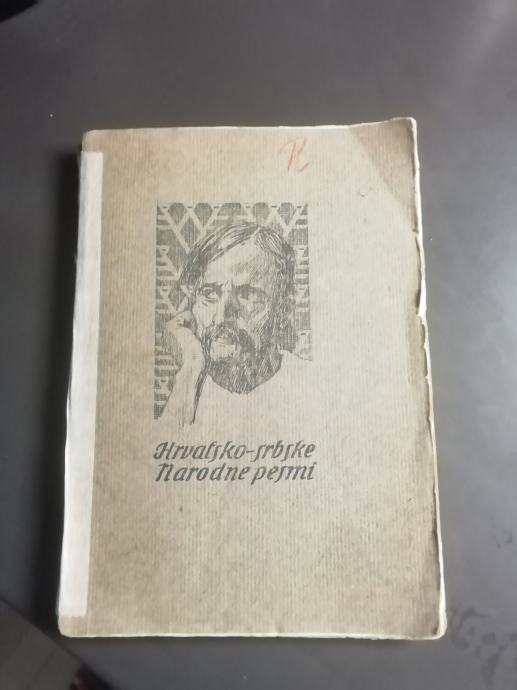 R
Hrvatsko-srbske
Narodne pesmi